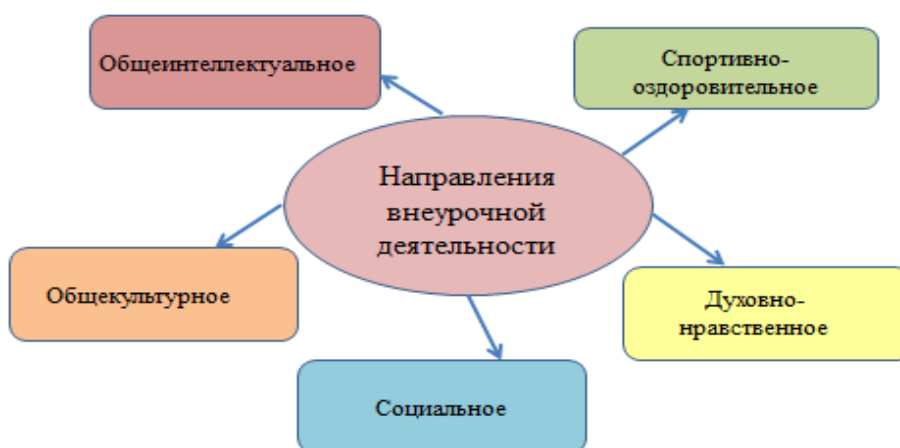 Общеинтеллектуальное
Спортивно-
оздоровительное
Направления
внеурочной
деятельности
Общекультурное
Духовно-
нравственное
Социальное